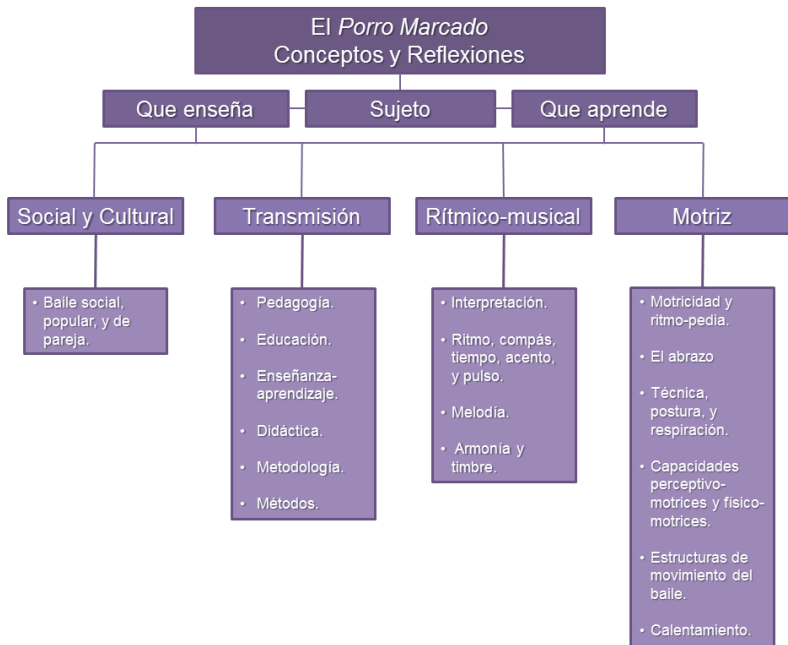 El Porro Marcado
Conceptos y Reflexiones
Que enseña
Sujeto
Que aprende
Social y Cultural
Transmisión
Rítmico-musical
Motriz
• Baile social,
popular, y de
pareja.
• Pedagogía.
• Educación.
• Enseñanza-
aprendizaje.
• Didáctica.
• Metodología.
• Métodos.
• Interpretación.
• Ritmo, compás,
tiempo, acento,
y pulso.
• Melodía.
• Armonía y
timbre.
• Motricidad y
ritmo-pedia.
• El abrazo
• Técnica,
postura, y
respiración.
• Capacidades
perceptivo-
motrices y físico-
motrices.
• Estructuras de
movimiento del
baile.
• Calentamiento.